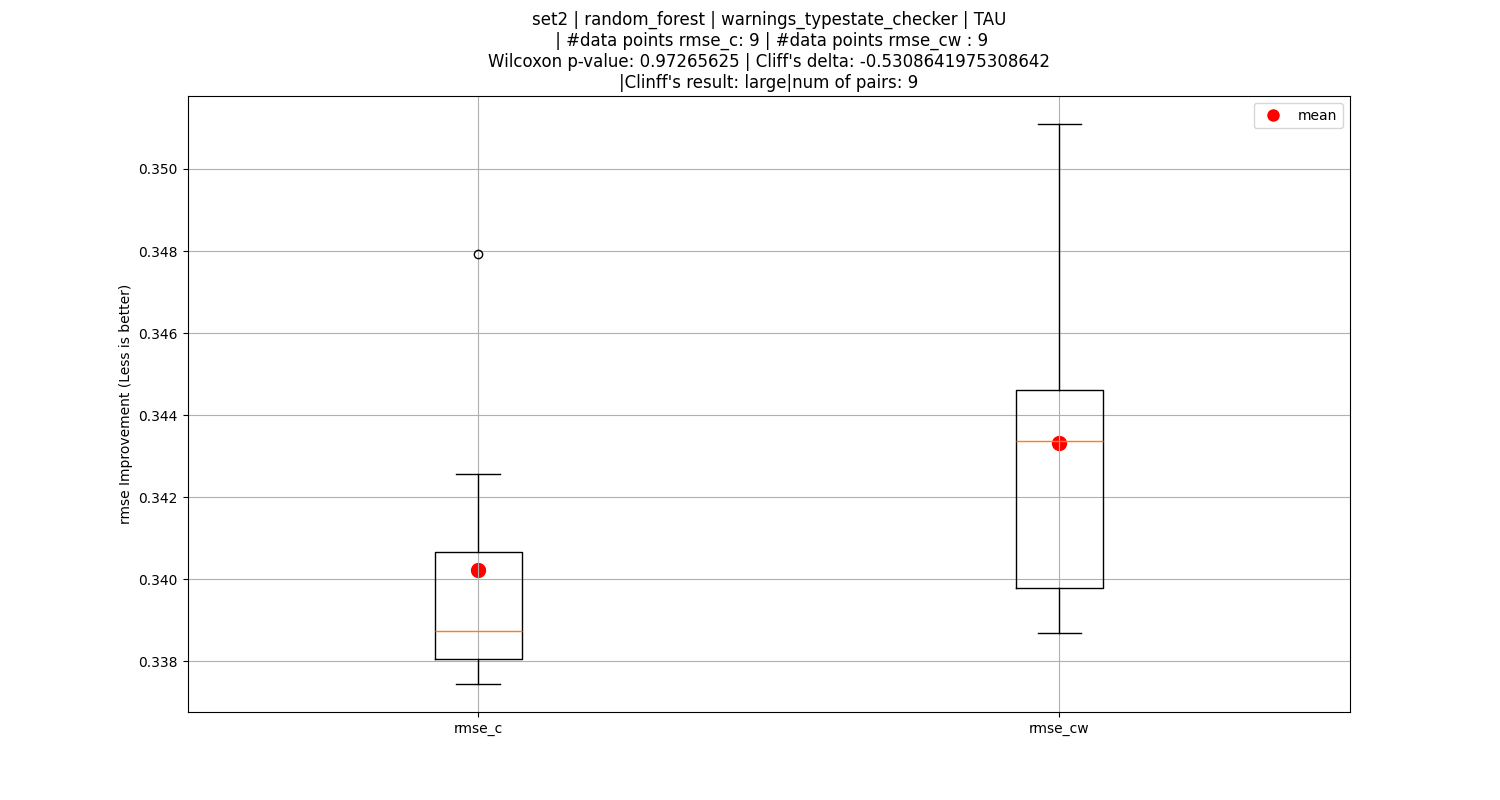 set2 | random_forest | warnings_typestate_checker | TAU
| #data points rmse_c: 9 | #data points rmse_cw : 9
Wilcoxon p-value: 0.97265625 | Cliff's delta: -0.5308641975308642
|Clinff's result: large|num of pairs: 9
mean
rmse Improvement (Less is better)
0.350
0.348
0.346
0.344
0.342
0.340
0.338
rmse_c
rmse_cw